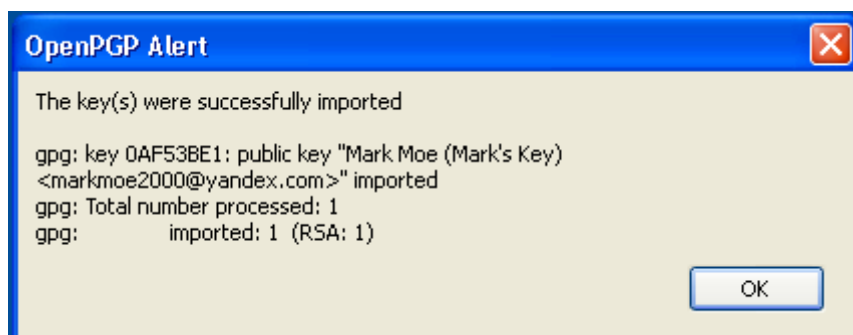 OpenPGP Alert
The key(s) were successfully imported
gpg: key 0AF53BE1: public key "Mark Moe (Mark's Key)
<markmoe2000@yandex.com>" imported
gpg: Total number processed: 1
gpg:               imported: 1  (RSA: 1)
OK